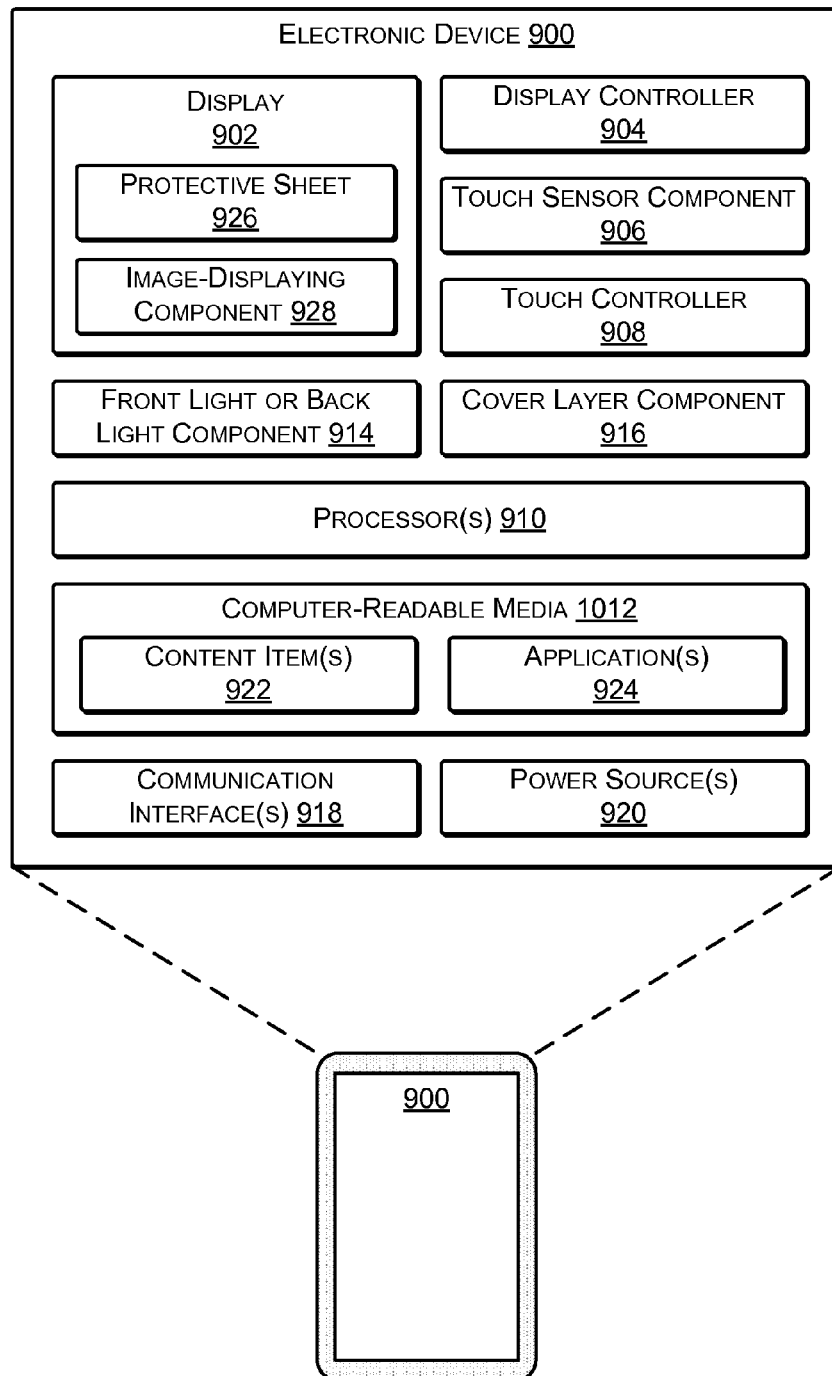 ELECTRONIC DEVICE 900
DISPLAY
902
PROTECTIVE SHEET
926
IMAGE-DISPLAYING
COMPONENT 928
DISPLAY CONTROLLER
904
TOUCH SENSOR COMPONENT
906
TOUCH CONTROLLER
908
FRONT LIGHT OR BACK
LIGHT COMPONENT 914
COVER LAYER COMPONENT
916
PROCESSOR(S) 910
COMPUTER-READABLE MEDIA 1012
CONTENT ITEM(S)
922
APPLICATION(S)
924
COMMUNICATION
INTERFACE(S) 918
POWER SOURCE(S)
920
900